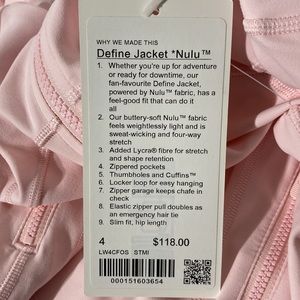 WHY WE MADE THIS
Define Jacket *Nulu™
1. Whether you're up for adventure
or ready for downtime, our
fan-favourite Define Jacket,
powered by Nulu™ fabric, has a
feel-good fit that can do it
all
2. Our buttery-soft Nulu™ fabric
feels weightlessly light and is
sweat-wicking and four-way
stretch
3. Added Lycra® fibre for stretch
and shape retention
4. Zippered pockets
5. Thumbholes and Cuffins™
6. Locker loop for easy hanging
7. Zipper garage keeps chafe in
check
8. Elastic zipper pull doubles as
an emergency hair tie
9. Slim fit, hip length
4 $118.00
LW4CFOS STMI
000151603654